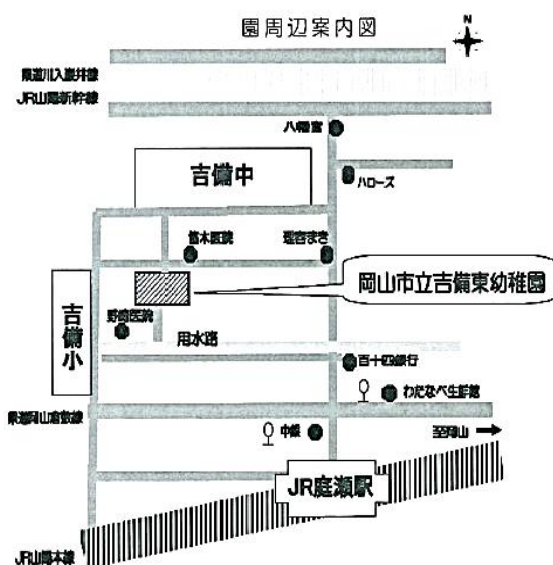 園周辺案内図
N
県道川入巌井線
JR山陽新幹線
八幡宮
吉備中
ハローズ
笛木医院
理容まき
岡山市立吉備東幼稚園
吉備小
野崎医院
用水路
百十四銀行
わたなべ生鮮館
県道岡山倉敷線
中銀
至岡山
JR庭瀬駅
JR山陽本線